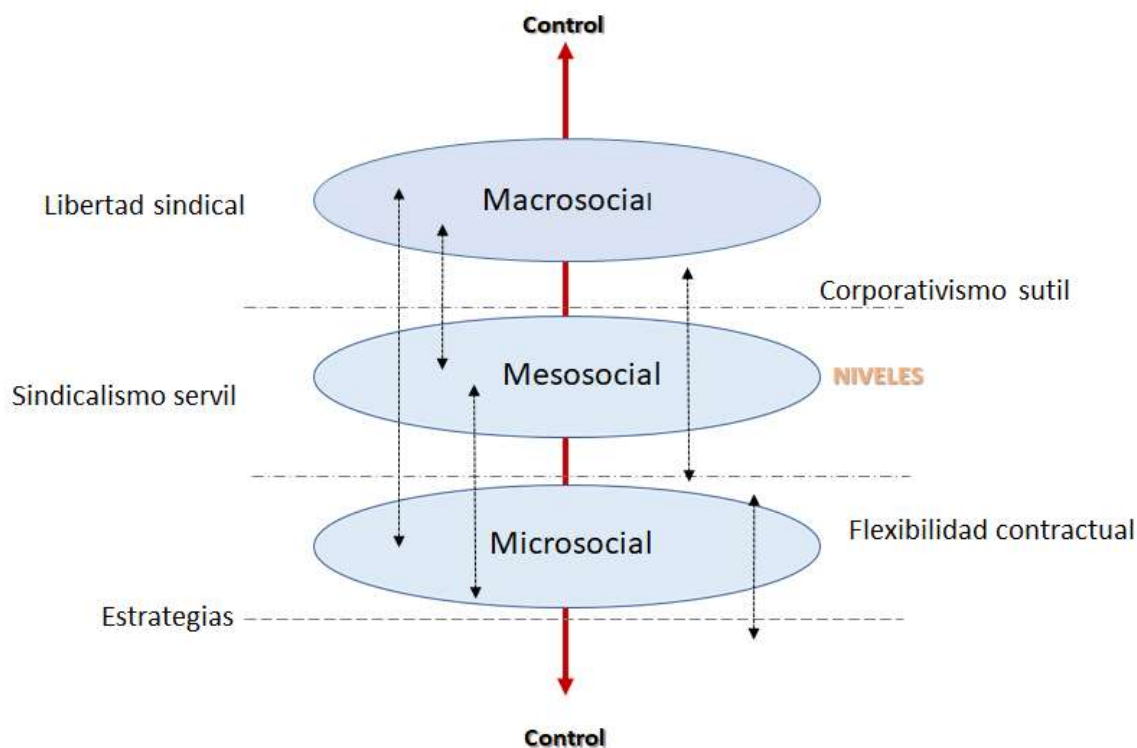 Control
Macrosocial
Libertad sindical
Corporativismo sutil
Mesosocial
NIVELES
Sindicalismo servil
Microsocial
Flexibilidad contractual
Estrategias
Control